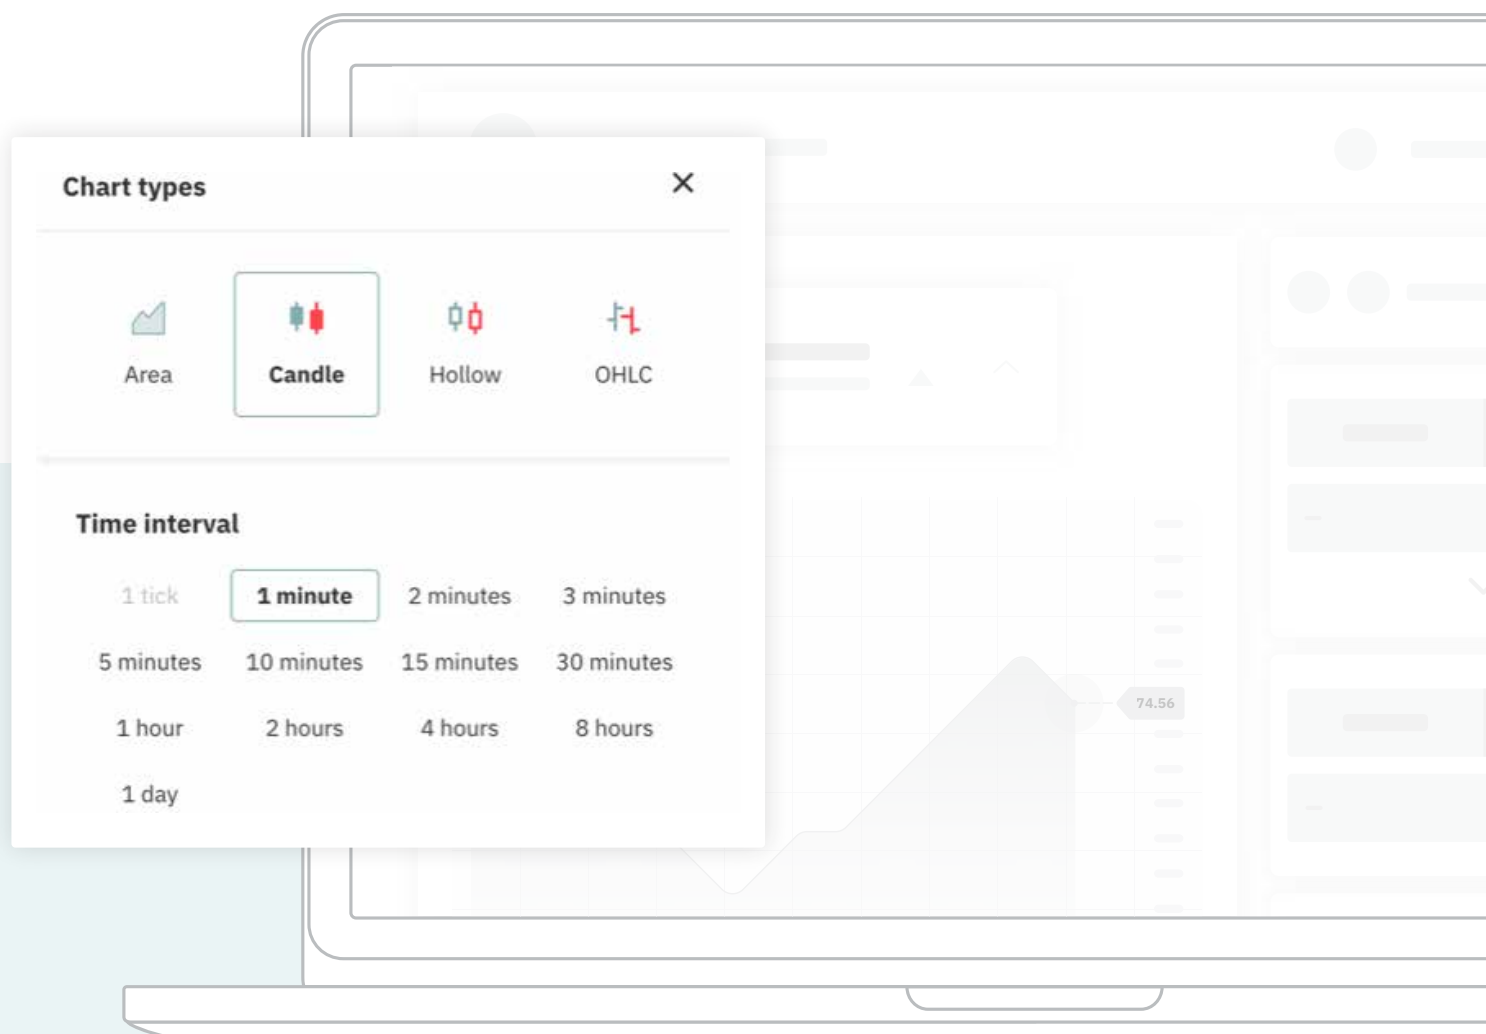 Chart types
Area Candle Hollow OHLC
Time interval
1 tick 1 minute 2 minutes 3 minutes
5 minutes 10 minutes 15 minutes 30 minutes
1 hour 2 hours 4 hours 8 hours
1 day
74.56